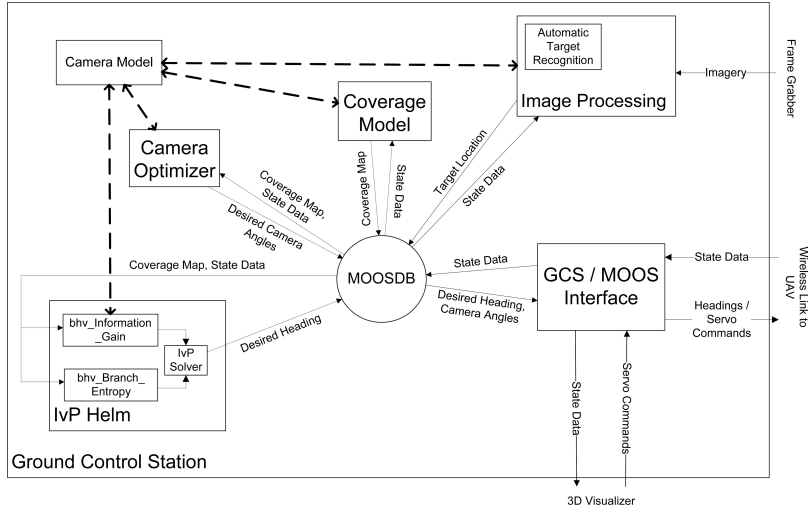 Camera Model
Automatic
Target
Recognition
Image Processing
Imagery
Frame Grabber
Coverage
Model
Camera
Optimizer
Coverage Map,
State Data
Desired Camera
Angles
Coverage Map
State Data
Target Location
State Data
MOOSDB
State Data
Desired Heading,
Camera Angles
GCS / MOOS
Interface
State Data
Headings /
Servo
Commands
Wireless Link to
UAV
Coverage Map, State Data
bhv_Information
_Gain
IvP
Solver
bhv_Branch_
Entropy
IvP Helm
Desired Heading
State Data
Servo Commands
Ground Control Station
3D Visualizer